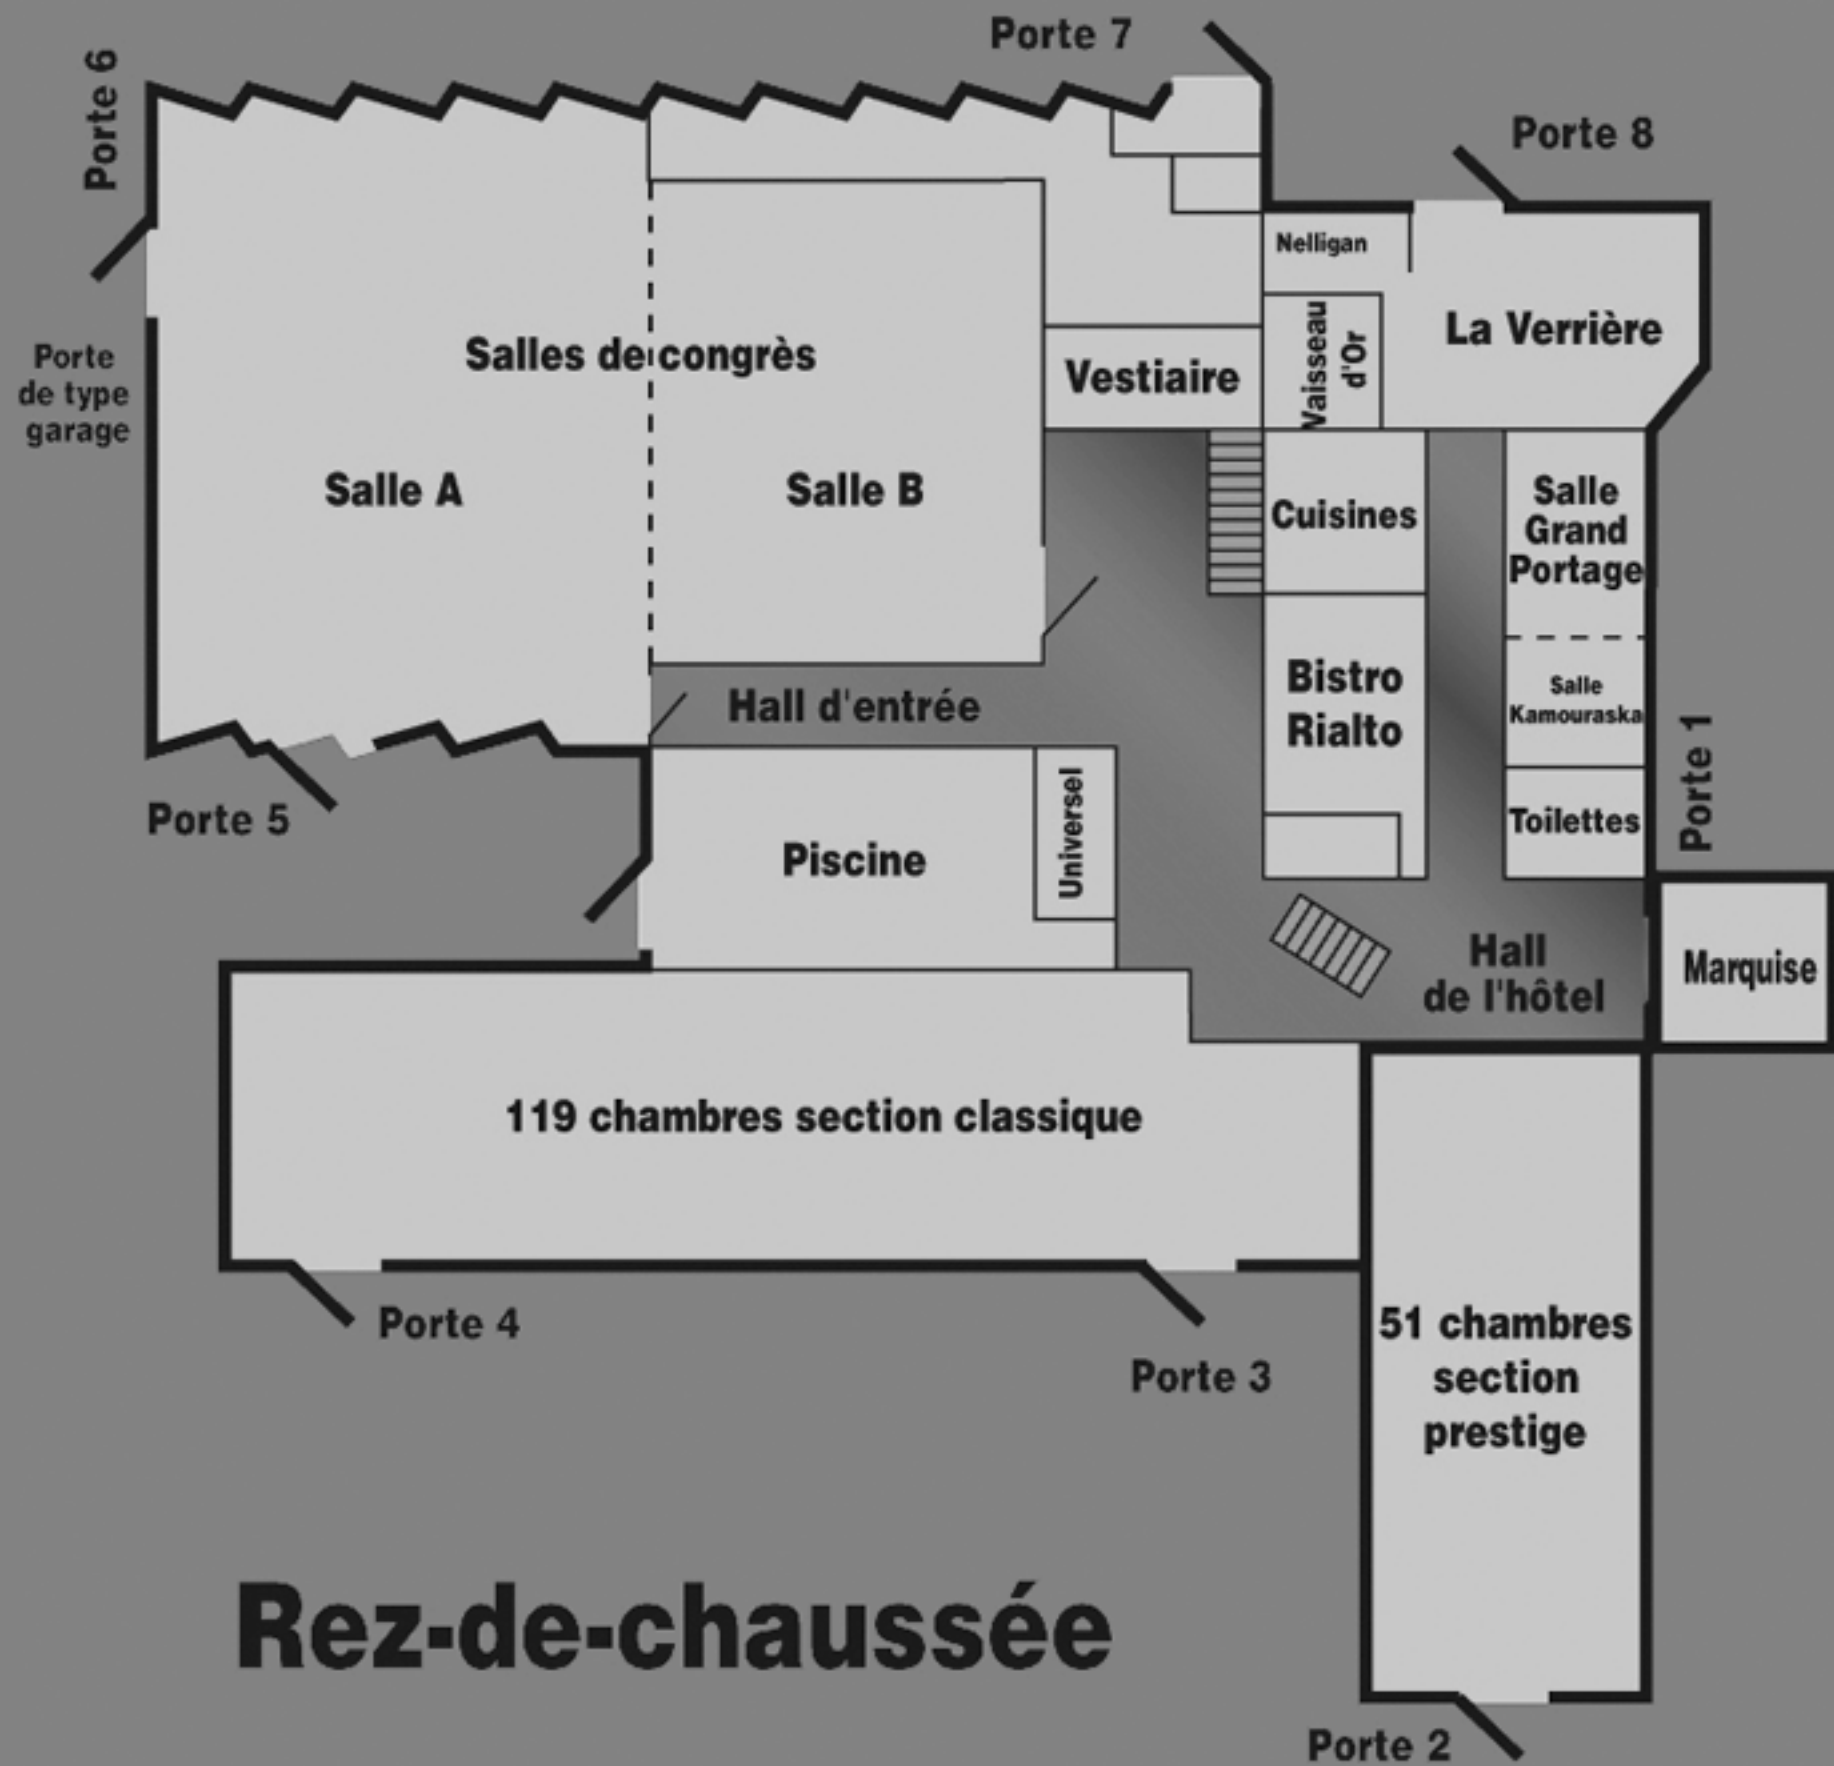 Porte 7
Porte 6
Porte 8
Nelligan
La Verrière
Vaisseau
d'Or
Porte
de type
garage
Salles de congrès
Vestiaire
Salle A
Salle B
Cuisines
Salle
Grand
Portage
Bistro
Rialto
Salle
Kamouraska
Hall d'entrée
Porte 1
Porte 5
Piscine
Universel
Toilettes
Hall
de l'hôtel
Marquise
119 chambres section classique
Porte 4
Porte 3
51 chambres
section
prestige
Rez-de-chaussée
Porte 2